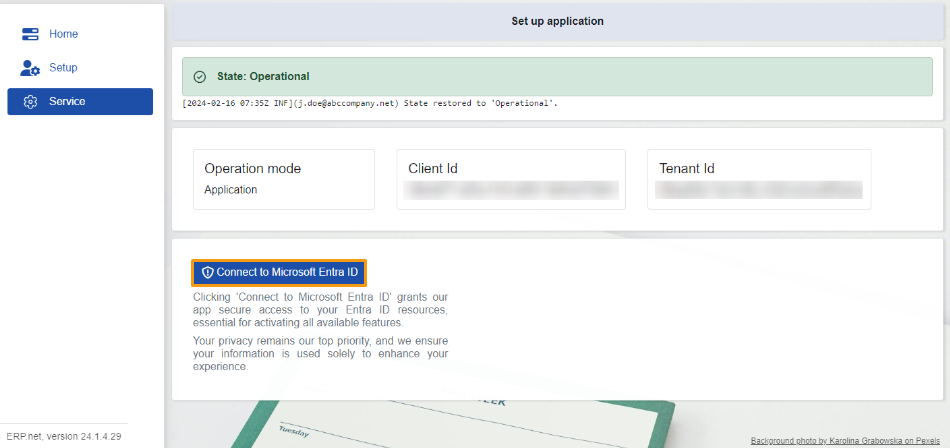 Set up application
Home
Setup
Service
State: Operational
[2024-02-16 07:35Z INF](j.doe@abccompany.net) State restored to 'Operational'.
Operation mode
Application
Client Id
Tenant Id
Connect to Microsoft Entra ID
Clicking 'Connect to Microsoft Entra ID' grants our
app secure access to your Entra ID resources,
essential for activating all available features.
Your privacy remains our top priority, and we ensure
your information is used solely to enhance your
experience.
Tuesday
ERP.net, version 24.1.4.29
Background photo by Karolina Grabowska on Pexels